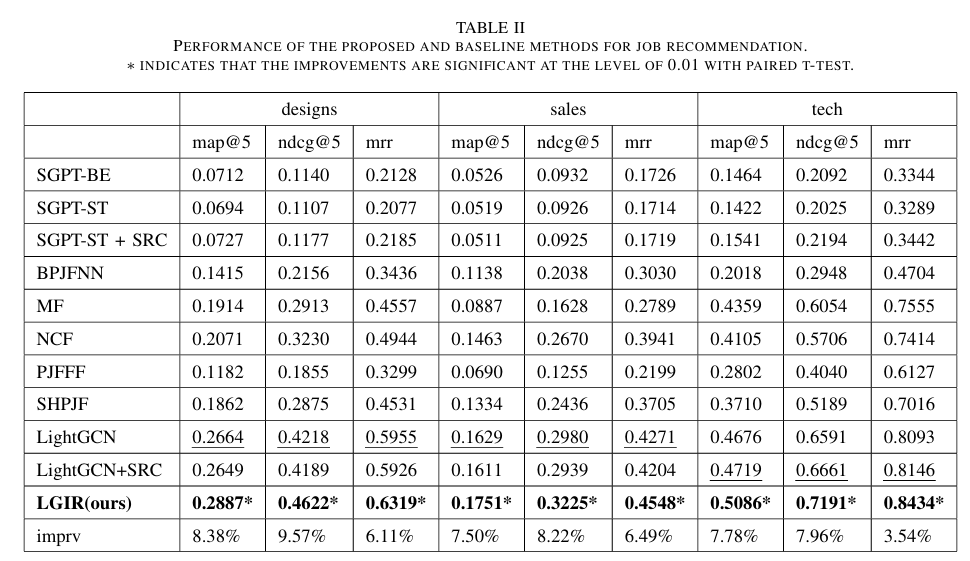 TABLE II
PERFORMANCE OF THE PROPOSED AND BASELINE METHODS FOR JOB RECOMMENDATION.
* INDICATES THAT THE IMPROVEMENTS ARE SIGNIFICANT AT THE LEVEL OF 0.01 WITH PAIRED T-TEST.
designs sales tech
map@5 ndcg@5 mrr map@5 ndcg@5 mrr map@5 ndcg@5 mrr
SGPT-BE 0.0712 0.1140 0.2128 0.0526 0.0932 0.1726 0.1464 0.2092 0.3344
SGPT-ST 0.0694 0.1107 0.2077 0.0519 0.0926 0.1714 0.1422 0.2025 0.3289
SGPT-ST + SRC 0.0727 0.1177 0.2185 0.0511 0.0925 0.1719 0.1541 0.2194 0.3442
BPJFNN 0.1415 0.2156 0.3436 0.1138 0.2038 0.3030 0.2018 0.2948 0.4704
MF 0.1914 0.2913 0.4557 0.0887 0.1628 0.2789 0.4359 0.6054 0.7555
NCF 0.2071 0.3230 0.4944 0.1463 0.2670 0.3941 0.4105 0.5706 0.7414
PJFFF 0.1182 0.1855 0.3299 0.0690 0.1255 0.2199 0.2802 0.4040 0.6127
SHPJF 0.1862 0.2875 0.4531 0.1334 0.2436 0.3705 0.3710 0.5189 0.7016
LightGCN 0.2664 0.4218 0.5955 0.1629 0.2980 0.4271 0.4676 0.6591 0.8093
LightGCN+SRC 0.2649 0.4189 0.5926 0.1611 0.2939 0.4204 0.4719 0.6661 0.8146
LGIR(ours) 0.2887* 0.4622* 0.6319* 0.1751* 0.3225* 0.4548* 0.5086* 0.7191* 0.8434*
imprv 8.38% 9.57% 6.11% 7.50% 8.22% 6.49% 7.78% 7.96% 3.54%